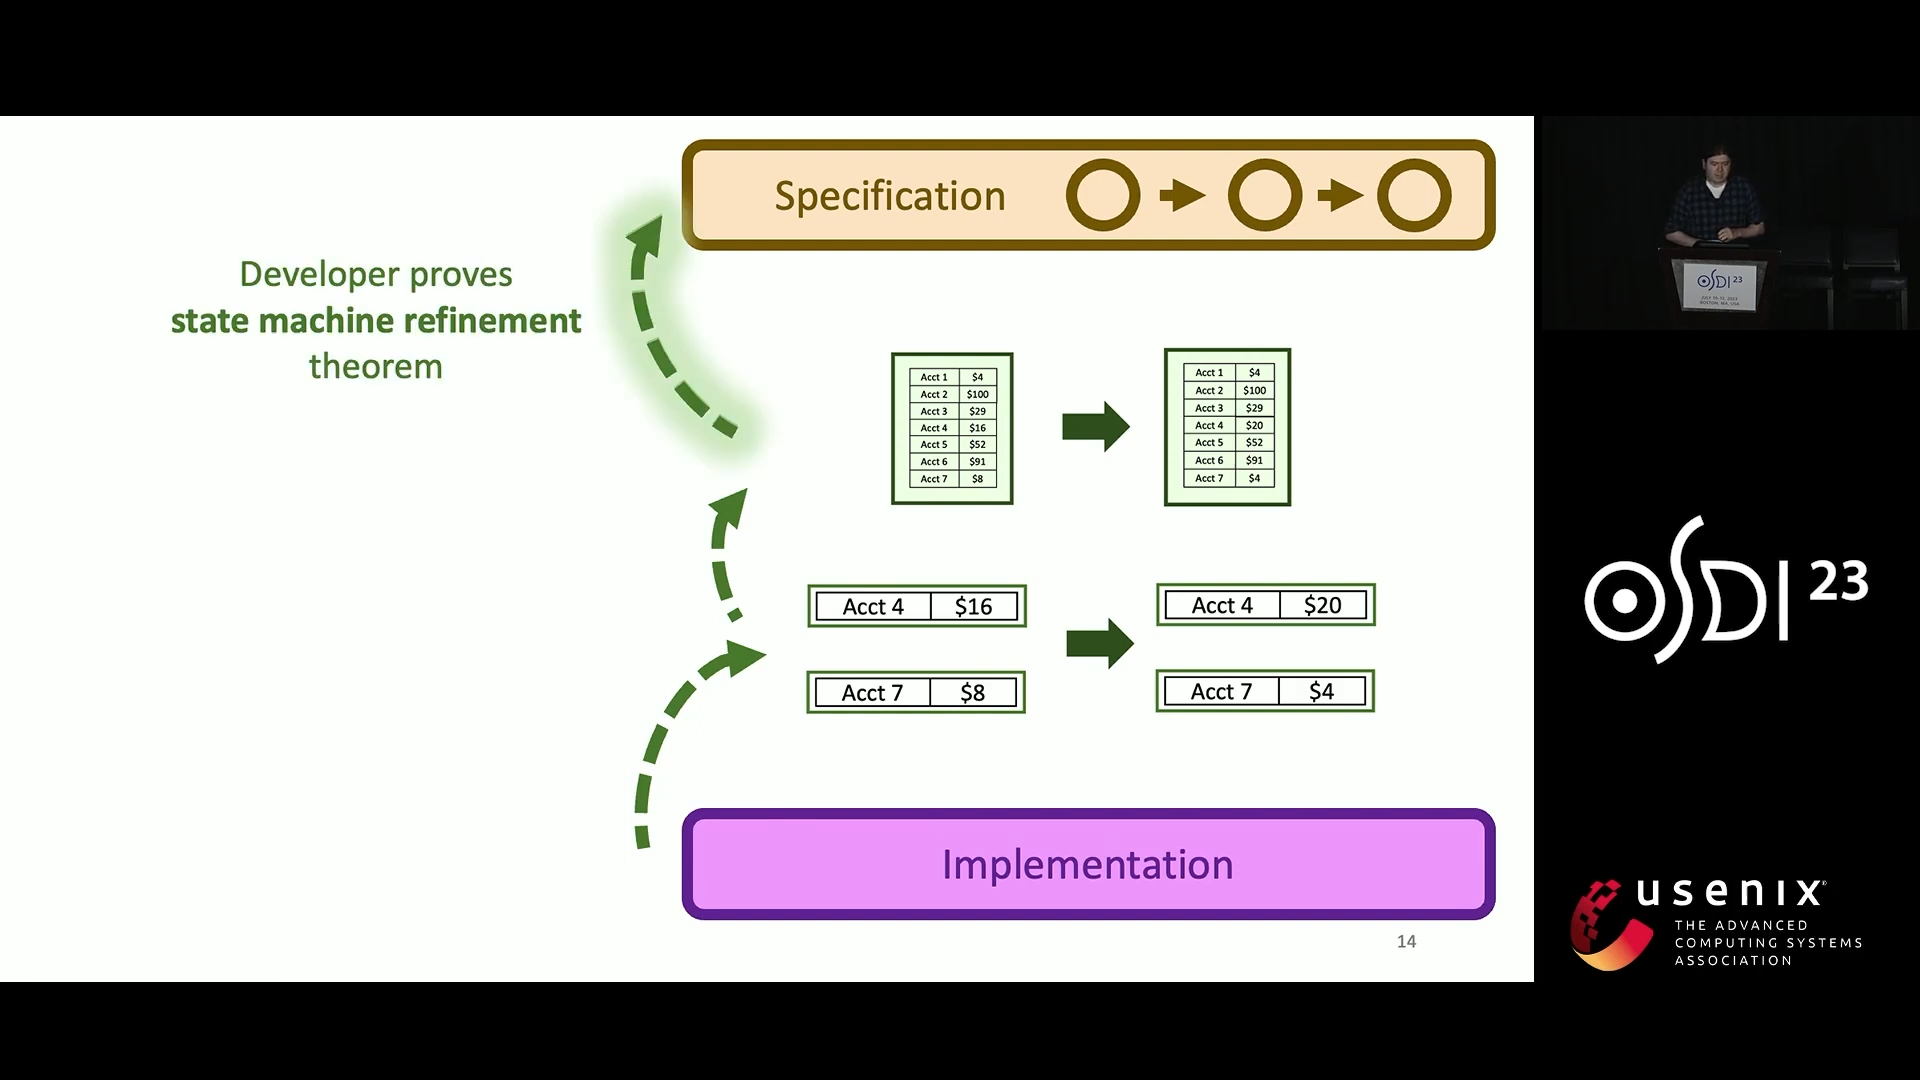 Specification
Developer proves
state machine refinement
theorem
Acct 1 $4
Acct 2 $100
Acct 3 $29
Acct 4 $16
Acct 5 $52
Acct 6 $91
Acct 7 $8
Acct 1 $4
Acct 2 $100
Acct 3 $29
Acct 4 $20
Acct 5 $52
Acct 6 $91
Acct 7 $4
Acct 4 $16
Acct 4 $20
Acct 7 $8
Acct 7 $4
Implementation
14
OSDI 23
OSDI 23
usenix
THE ADVANCED
COMPUTING SYSTEMS
ASSOCIATION